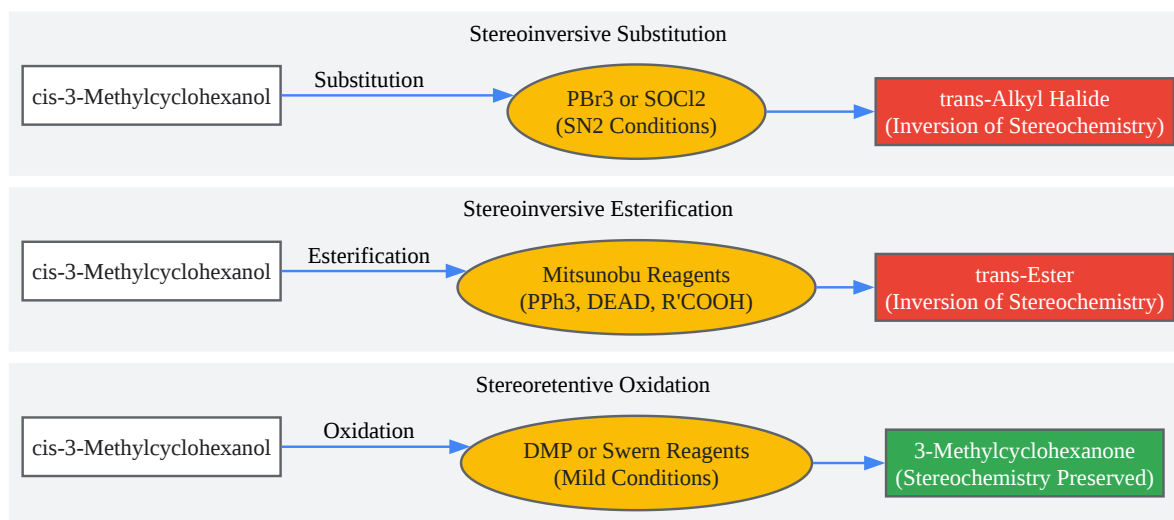 Stereoinversive Substitution
cis-3-Methylcyclohexanol
Substitution
PBr3 or SOCl2
(SN2 Conditions)
trans-Alkyl Halide
(Inversion of Stereochemistry)
Stereoinversive Esterification
cis-3-Methylcyclohexanol
Esterification
Mitsunobu Reagents
(PPh3, DEAD, R'COOH)
trans-Ester
(Inversion of Stereochemistry)
Stereoretentive Oxidation
cis-3-Methylcyclohexanol
Oxidation
DMP or Swern Reagents
(Mild Conditions)
3-Methylcyclohexanone
(Stereochemistry Preserved)